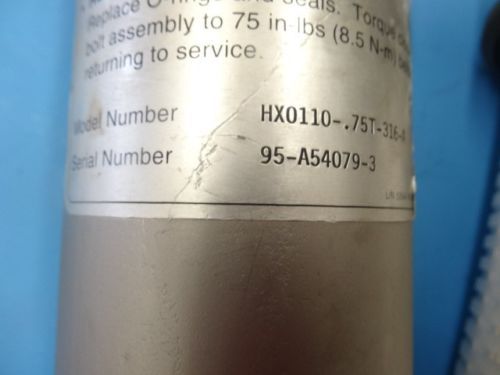 Replace O-rings and seals. Torque
bolt assembly to 75 in-lbs (8.5 N-m)
returning to service.
Model Number HX0110-.75T-316-
Serial Number 95-A54079-3